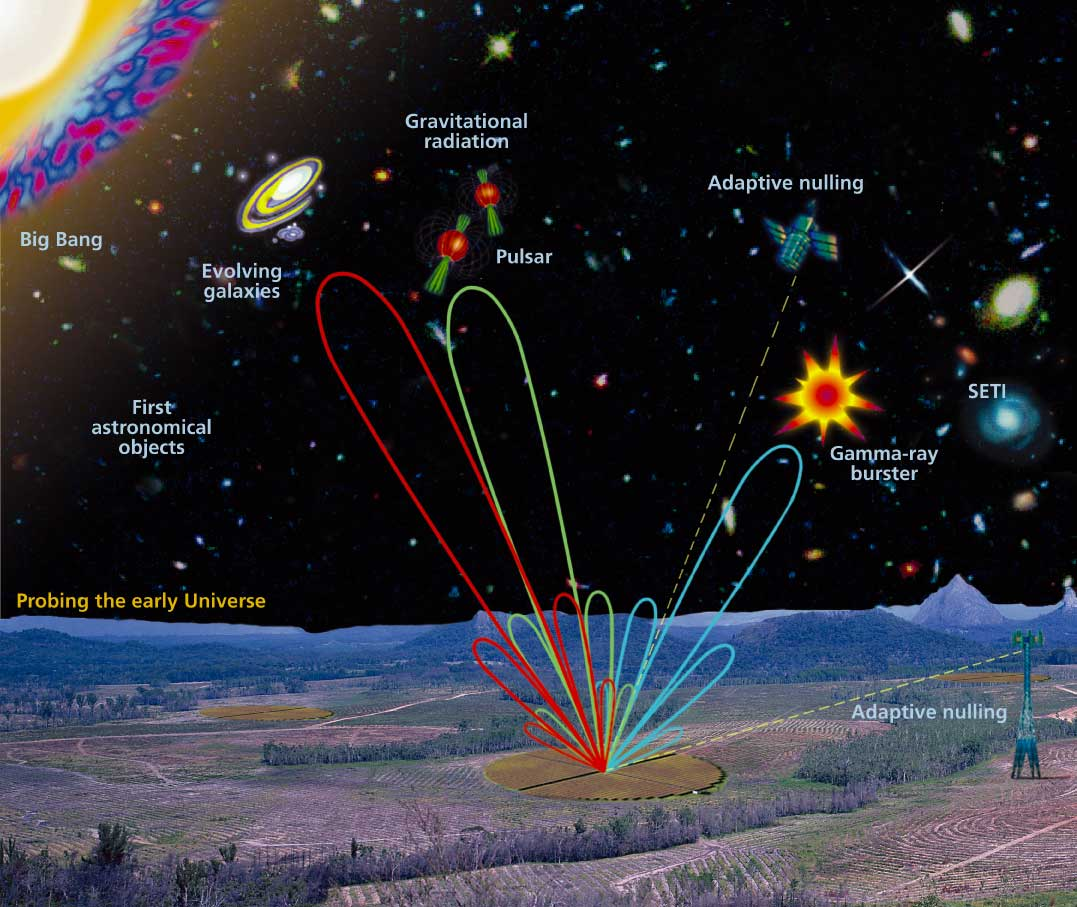 Gravitational
radiation
Adaptive nulling
Big Bang
Pulsar
Evolving
galaxies
SETI
First
astronomical
objects
Gamma-ray
burster
Probing the early Universe
Adaptive nulling